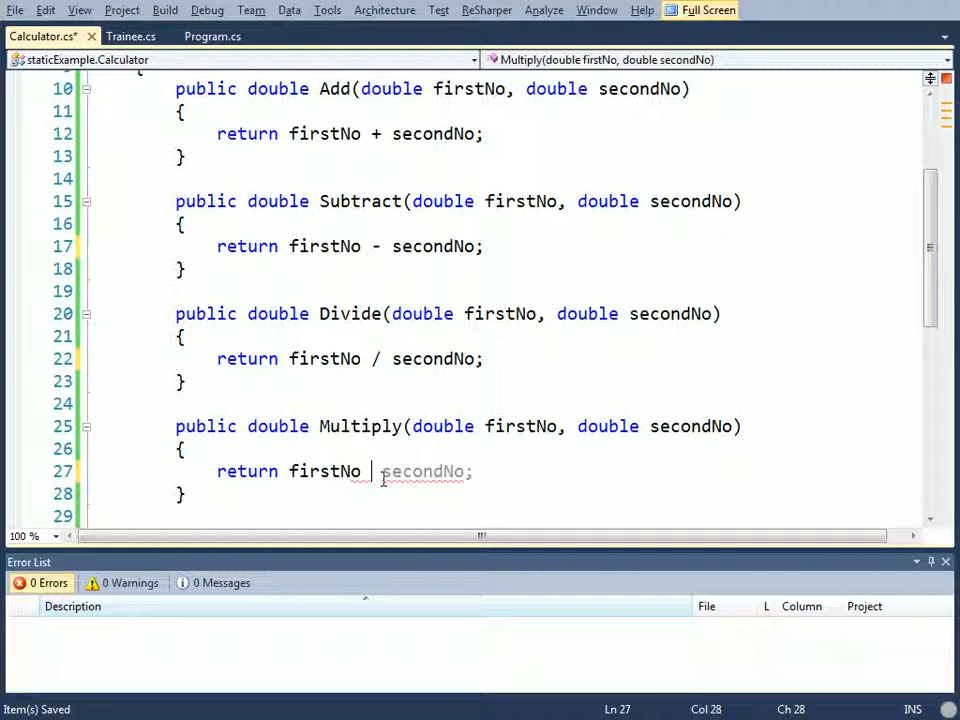 File Edit View Project Build Debug Team Data Tools Architecture Test ReSharper Analyze Window Help Full Screen
Calculator.cs* Trainee.cs Program.cs
staticExample.Calculator Multiply(double firstNo, double secondNo)
{
10 public double Add(double firstNo, double secondNo)
11 {
12 return firstNo + secondNo;
13 }
14
15 public double Subtract(double firstNo, double secondNo)
16 {
17 return firstNo - secondNo;
18 }
19
20 public double Divide(double firstNo, double secondNo)
21 {
22 return firstNo / secondNo;
23 }
24
25 public double Multiply(double firstNo, double secondNo)
26 {
27 return firstNo secondNo;
28 }
29
100 %
Error List
0 Errors 0 Warnings 0 Messages
Description File L Column Project
Item(s) Saved Ln 27 Col 28 Ch 28 INS